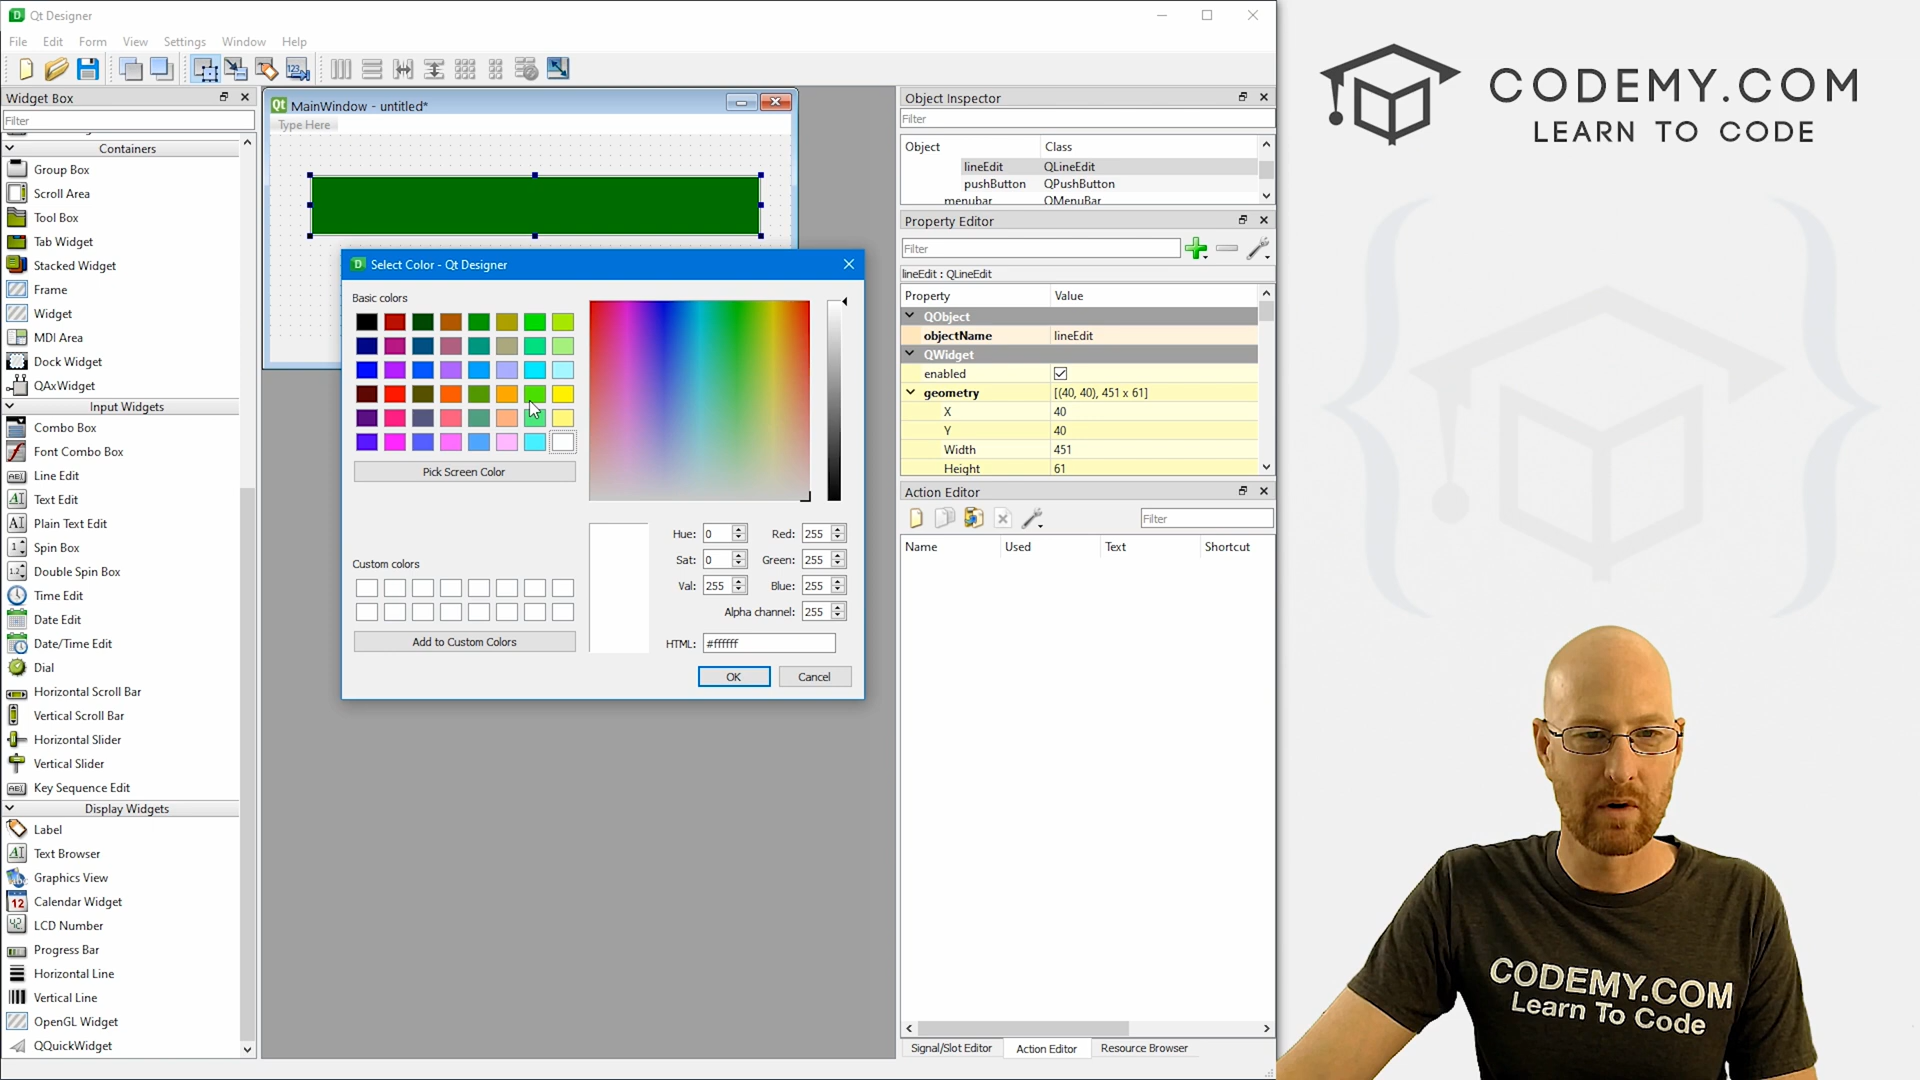 Qt Designer
File Edit Form View Settings Window Help
Widget Box
Filter
Containers
Group Box
Scroll Area
Tool Box
Tab Widget
Stacked Widget
Frame
Widget
MDI Area
Dock Widget
QAxWidget
Input Widgets
Combo Box
Font Combo Box
Line Edit
Text Edit
Plain Text Edit
Spin Box
Double Spin Box
Time Edit
Date Edit
Date/Time Edit
Dial
Horizontal Scroll Bar
Vertical Scroll Bar
Horizontal Slider
Vertical Slider
Key Sequence Edit
Display Widgets
Label
Text Browser
Graphics View
Calendar Widget
LCD Number
Progress Bar
Horizontal Line
Vertical Line
OpenGL Widget
QQuickWidget
MainWindow - untitled*
Type Here
Select Color - Qt Designer
Basic colors
Pick Screen Color
Custom colors
Add to Custom Colors
Hue: 0 Red: 255
Sat: 0 Green: 255
Val: 255 Blue: 255
Alpha channel: 255
HTML: #ffffff
OK Cancel
Object Inspector
Filter
Object Class
lineEdit QLineEdit
pushButton QPushButton
menubar QMenuBar
Property Editor
Filter
lineEdit : QLineEdit
Property Value
QObject
objectName lineEdit
QWidget
enabled
geometry [(40, 40), 451 x 61]
X 40
Y 40
Width 451
Height 61
Action Editor
Filter
Name Used Text Shortcut
Signal/Slot Editor Action Editor Resource Browser
CODEMY.COM
LEARN TO CODE
CODEMY.COM
Learn To Code